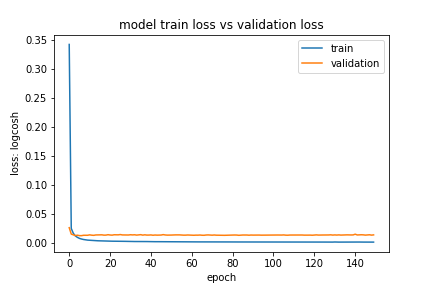 model train loss vs validation loss
0.35
0.30
0.25
0.20
0.15
0.10
0.05
0.00
loss: logcosh
train
validation
0 20 40 60 80 100 120 140
epoch